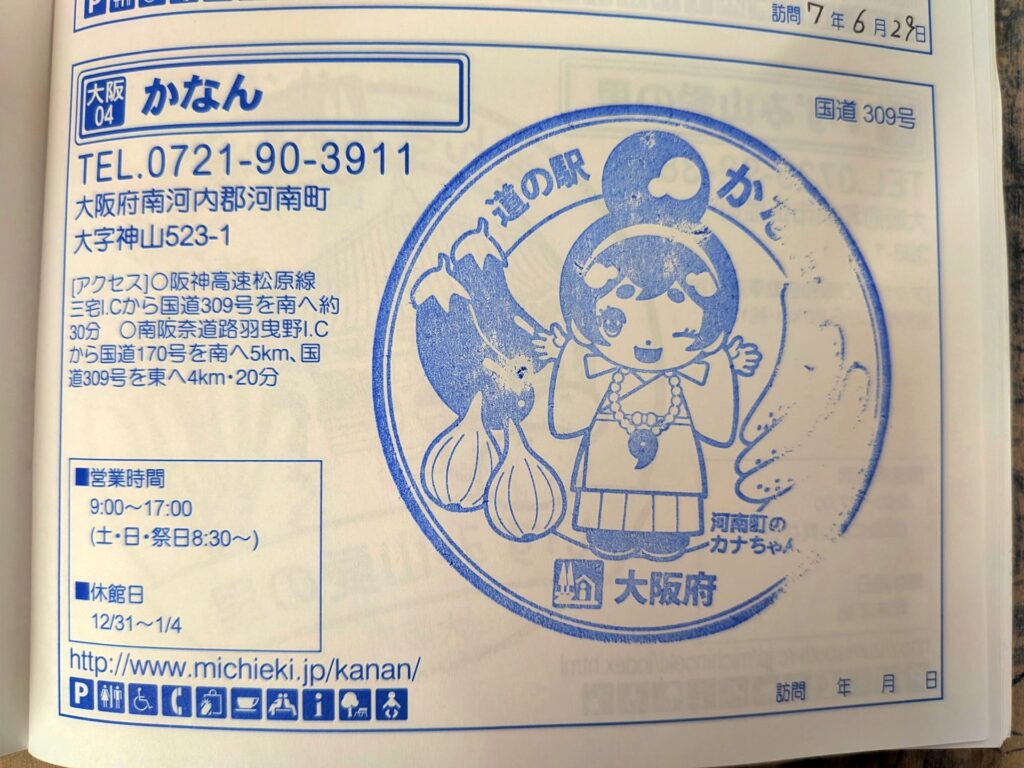 訪問 7年6月29日
大阪
04
かなん
国道 309号
TEL.0721-90-3911
大阪府南河内郡河南町
大字神山523-1
[アクセス]〇阪神高速松原線
三宅I.Cから国道309号を南へ約
30分 〇南阪奈道路羽曳野I.C
から国道170号を南へ5km、国
道309号を東へ4km・20分
■営業時間
9:00〜17:00
(土・日・祭日8:30〜)
■休館日
12/31〜1/4
http://www.michieki.jp/kanan/
道の駅 かな
河南町の
カナちゃん
大阪府
訪問 年 月 日